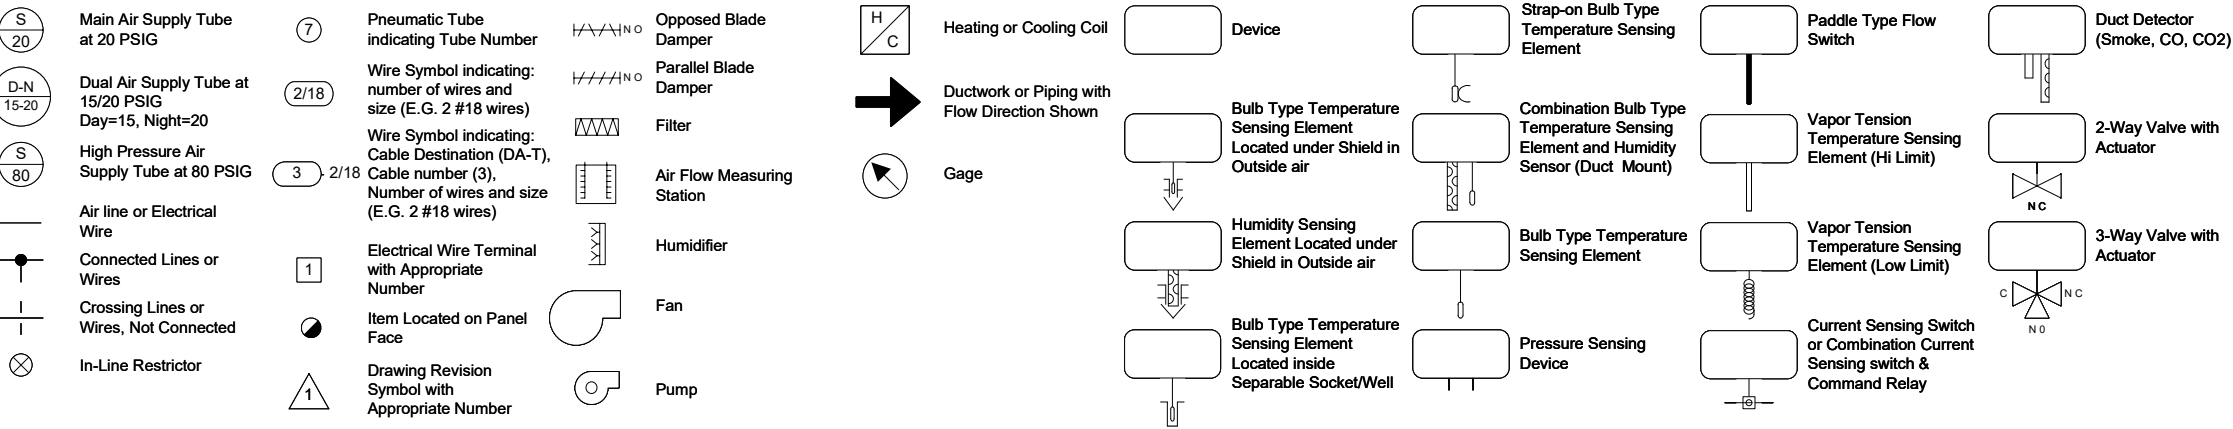 S
20
Main Air Supply Tube
at 20 PSIG
D-N
15-20
Dual Air Supply Tube at
15/20 PSIG
Day=15, Night=20
S
80
High Pressure Air
Supply Tube at 80 PSIG
Air line or Electrical
Wire
Connected Lines or
Wires
Crossing Lines or
Wires, Not Connected
In-Line Restrictor
7
Pneumatic Tube
indicating Tube Number
2/18
Wire Symbol indicating:
number of wires and
size (E.G. 2 #18 wires)
3
2/18
Wire Symbol indicating:
Cable Destination (DA-T),
Cable number (3),
Number of wires and size
(E.G. 2 #18 wires)
1
Electrical Wire Terminal
with Appropriate
Number
Item Located on Panel
Face
1
Drawing Revision
Symbol with
Appropriate Number
N O
Opposed Blade
Damper
N O
Parallel Blade
Damper
Filter
Air Flow Measuring
Station
Humidifier
Fan
Pump
H
C
Heating or Cooling Coil
Ductwork or Piping with
Flow Direction Shown
Gage
Device
Bulb Type Temperature
Sensing Element
Located under Shield in
Outside air
Humidity Sensing
Element Located under
Shield in Outside air
Bulb Type Temperature
Sensing Element
Located inside
Separable Socket/Well
Strap-on Bulb Type
Temperature Sensing
Element
Combination Bulb Type
Temperature Sensing
Element and Humidity
Sensor (Duct Mount)
Bulb Type Temperature
Sensing Element
Pressure Sensing
Device
Paddle Type Flow
Switch
Vapor Tension
Temperature Sensing
Element (Hi Limit)
Vapor Tension
Temperature Sensing
Element (Low Limit)
Current Sensing Switch
or Combination Current
Sensing switch &
Command Relay
Duct Detector
(Smoke, CO, CO2)
2-Way Valve with
Actuator
N C
3-Way Valve with
Actuator
C
N C
N 0